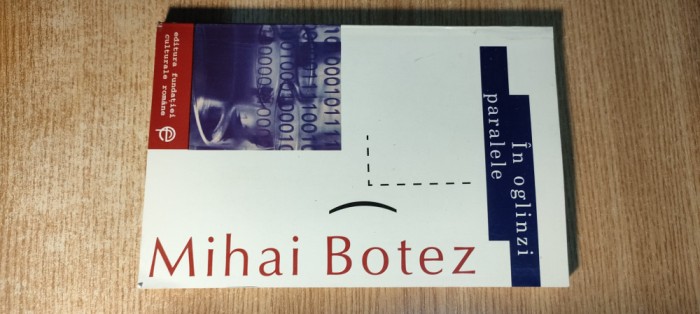 Mihai Botez
În oglinzi
paralele
editura fundației
culturale române